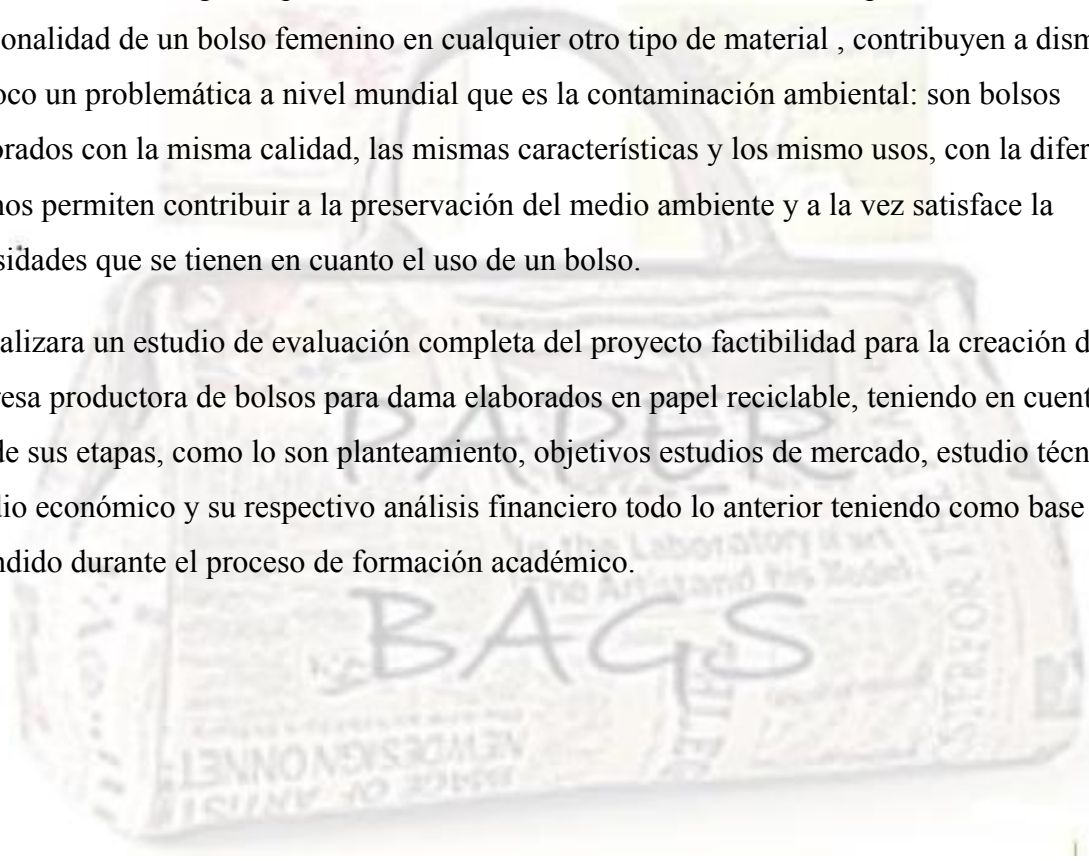 onalidad de un bolso femenino en cualquier otro tipo de material , contribuyen a dism
oco un problemática a nivel mundial que es la contaminación ambiental: son bolsos
orados con la misma calidad, las mismas características y los mismo usos, con la difer
nos permiten contribuir a la preservación del medio ambiente y a la vez satisface la
sidades que se tienen en cuanto el uso de un bolso.
alizara un estudio de evaluación completa del proyecto factibilidad para la creación d
esa productora de bolsos para dama elaborados en papel reciclable, teniendo en cuent
de sus etapas, como lo son planteamiento, objetivos estudios de mercado, estudio técn
dio económico y su respectivo análisis financiero todo lo anterior teniendo como base
ndido durante el proceso de formación académico.
PAPER
BAGS